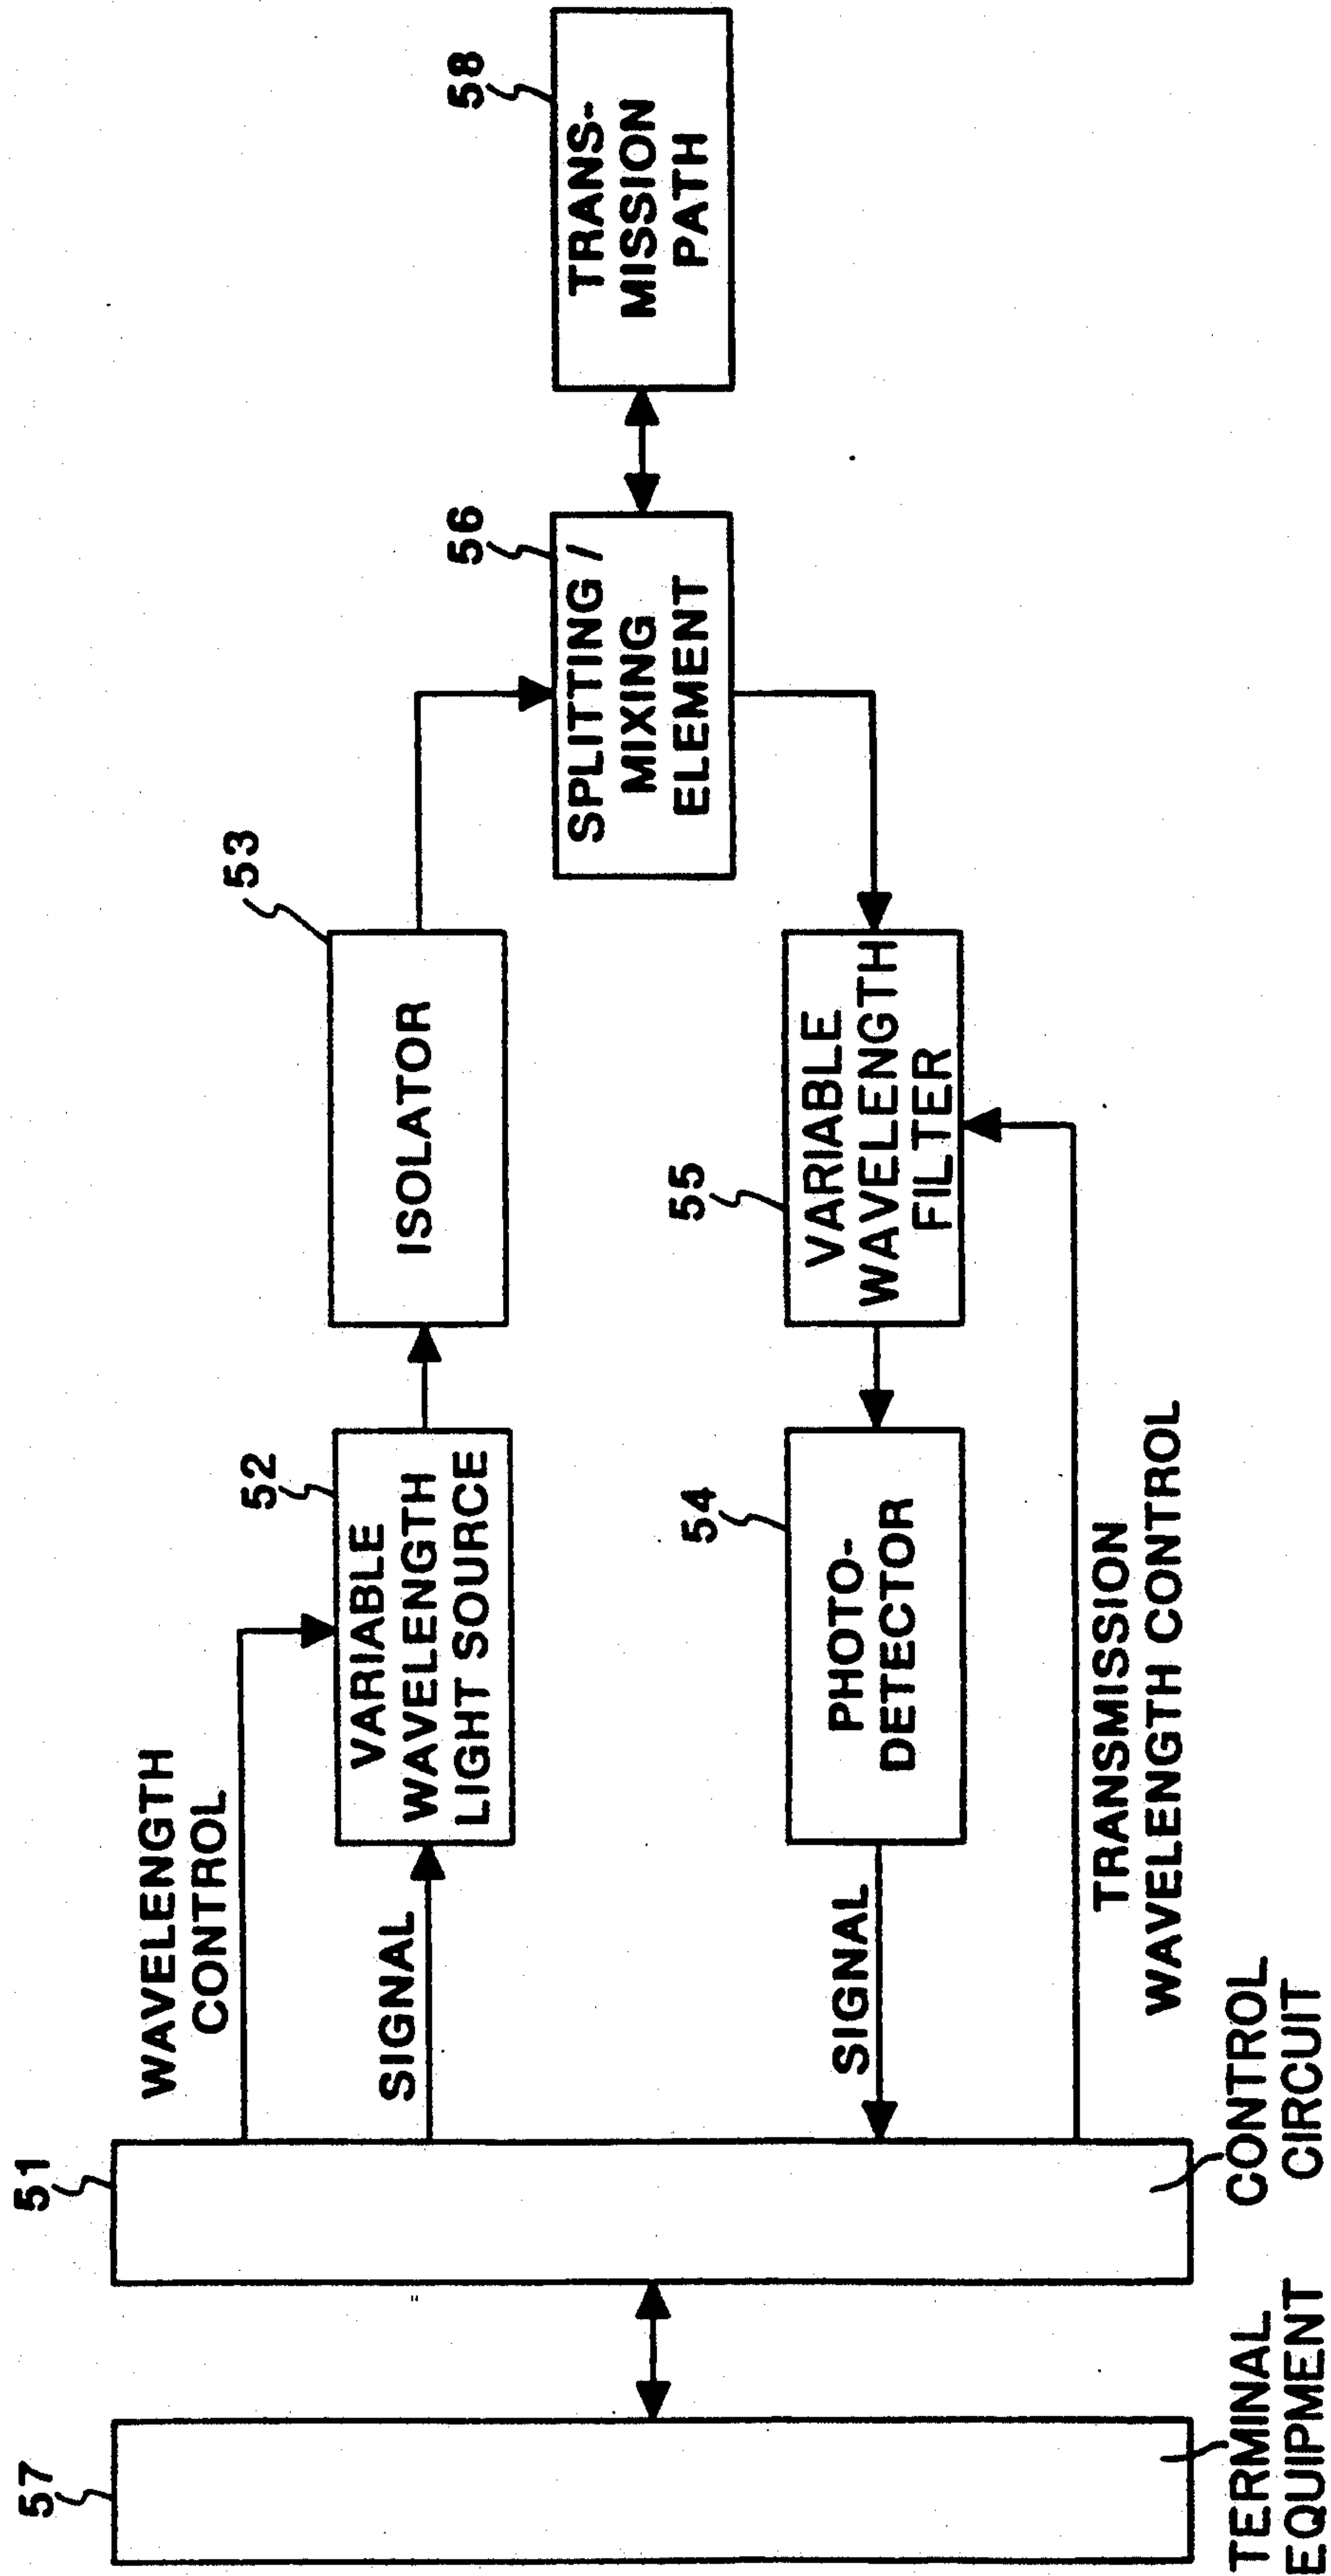 57
TERMINAL
EQUIPMENT
51
CONTROL
CIRCUIT
WAVELENGTH
CONTROL
SIGNAL
52
VARIABLE
WAVELENGTH
LIGHT SOURCE
53
ISOLATOR
SIGNAL
54
PHOTO-
DETECTOR
55
VARIABLE
WAVELENGTH
FILTER
TRANSMISSION
WAVELENGTH CONTROL
56
SPLITTING /
MIXING
ELEMENT
58
TRANS-
MISSION
PATH